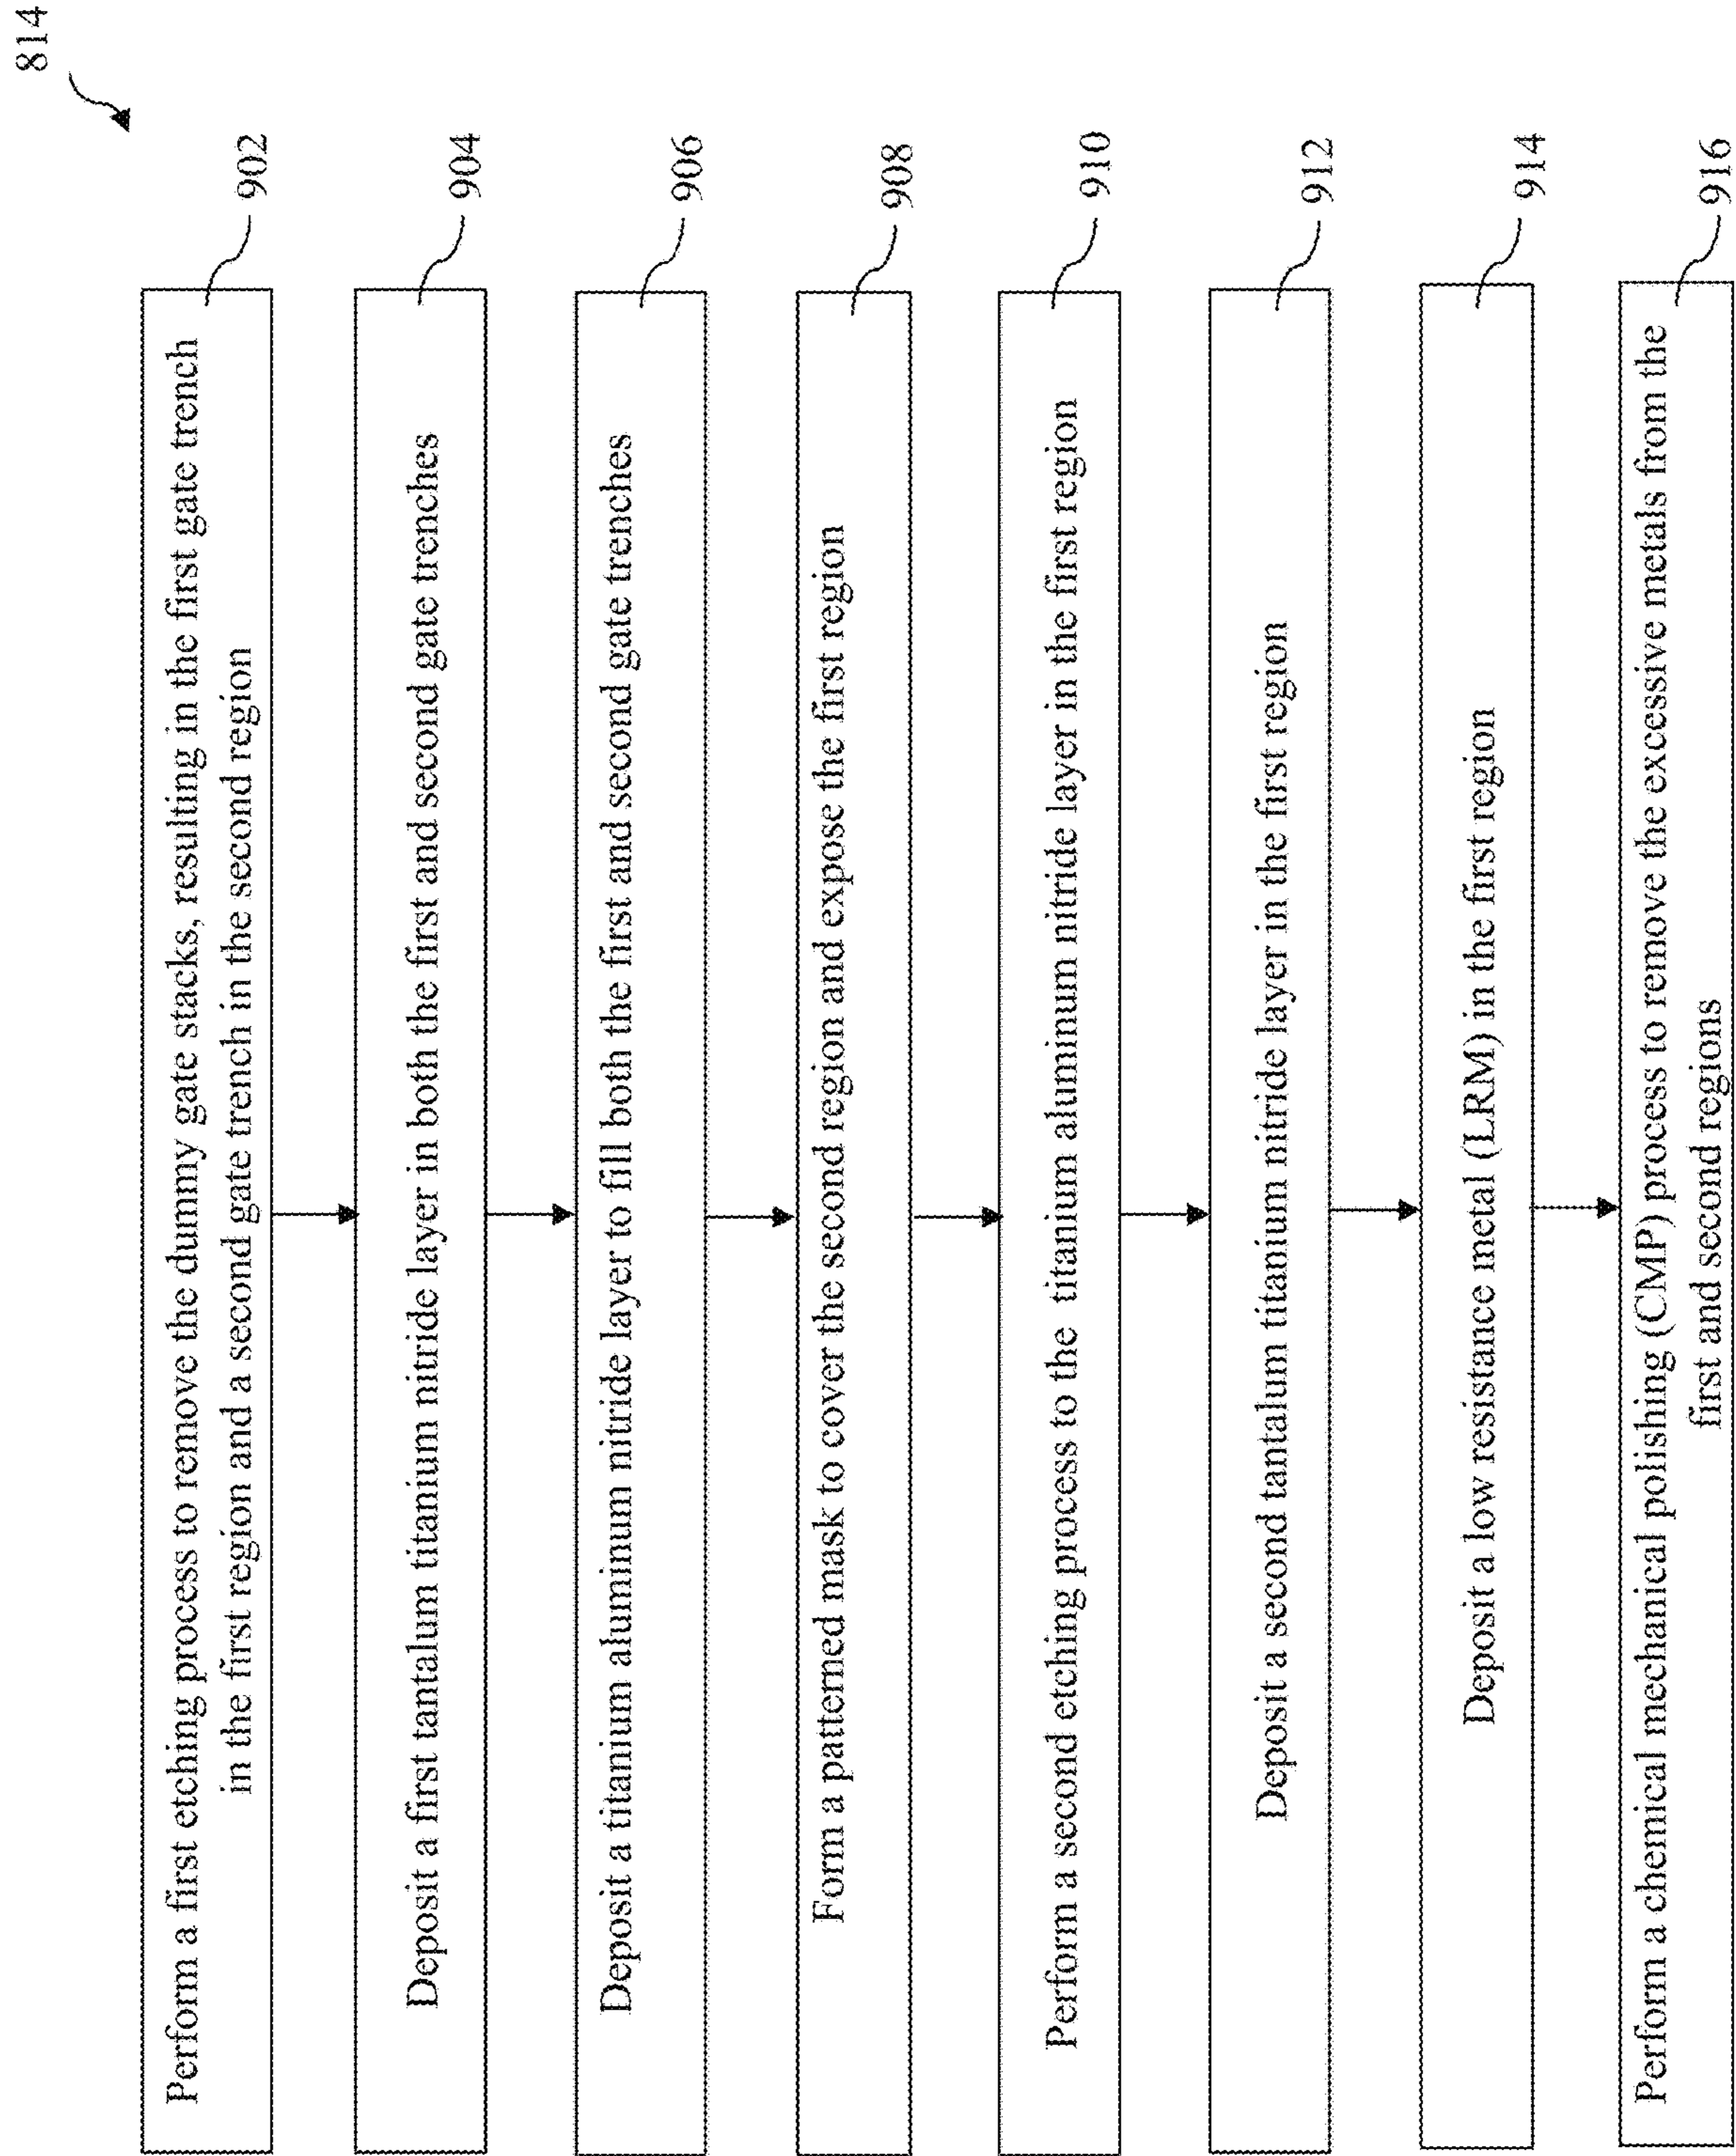 814
Perform a first etching process to remove the dummy gate stacks, resulting in the first gate trench
in the first region and a second gate trench in the second region
902
Deposit a first tantalum titanium nitride layer in both the first and second gate trenches
904
Deposit a titanium aluminum nitride layer to fill both the first and second gate trenches
906
Form a patterned mask to cover the second region and expose the first region
908
Perform a second etching process to the titanium aluminum nitride layer in the first region
910
Deposit a second tantalum titanium nitride layer in the first region
912
Deposit a low resistance metal (LRM) in the first region
914
Perform a chemical mechanical polishing (CMP) process to remove the excessive metals from the
first and second regions
916